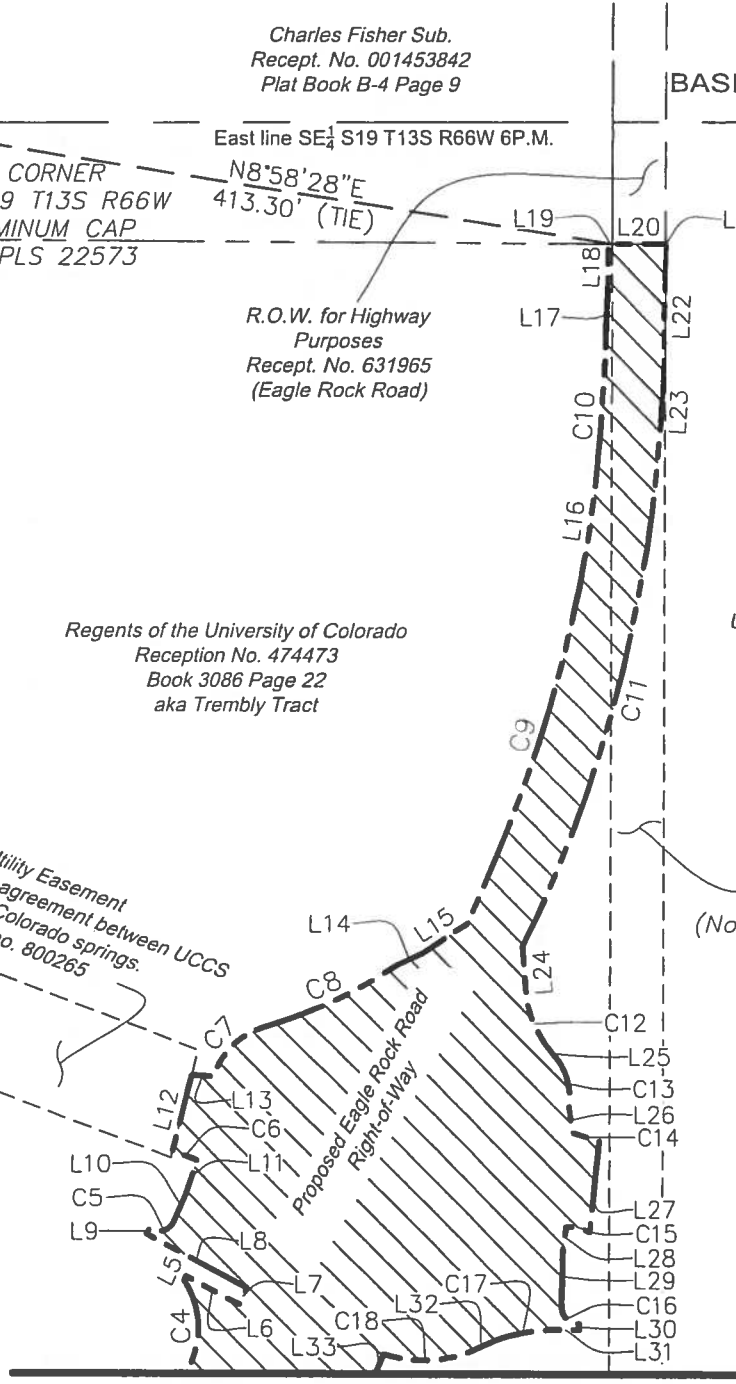 Charles Fisher Sub.
Recept. No. 001453842
Plat Book B-4 Page 9
East line SE¼ S19 T13S R66W 6P.M.
CORNER
9 T13S R66W
MINUM CAP
PLS 22573
N8°58'28"E
413.30' (TIE)
L19
L20
L18
L17
L22
L23
R.O.W. for Highway
Purposes
Recept. No. 631965
(Eagle Rock Road)
C10
L16
Regents of the University of Colorado
Reception No. 474473
Book 3086 Page 22
aka Trembly Tract
C11
C9
tility Easement
agreement between UCCS
Colorado springs.
no. 800265
(No
L14
L15
L24
C8
C7
C12
L25
C13
L26
C14
L13
L12
C6
Proposed Eagle Rock Road
Right-of-Way
L10
L11
C5
L9
L8
L5
L7
L6
C4
L27
C15
L28
L29
C16
L30
L31
C17
L32
C18
L33